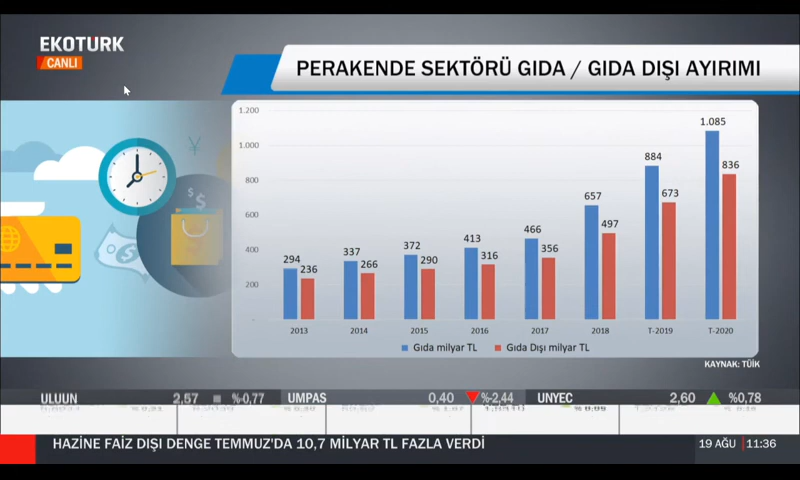 EKOTÜRK
CANLI
PERAKENDE SEKTÖRÜ GIDA / GIDA DIŞI AYIRIMI
1.200
1.000
800
600
400
200
-
294
236
337
266
372
290
413
316
466
356
657
497
884
673
1.085
836
2013
2014
2015
2016
2017
2018
T-2019
T-2020
Gıda milyar TL
Gıda Dışı milyar TL
KAYNAK: TÜİK
ULUUN 2,57 %-0,77 UMPAS 0,40 %-2,44 UNYEC 2,60 %0,78
HAZİNE FAİZ DIŞI DENGE TEMMUZ'DA 10,7 MİLYAR TL FAZLA VERDİ
19 AĞU 11:36